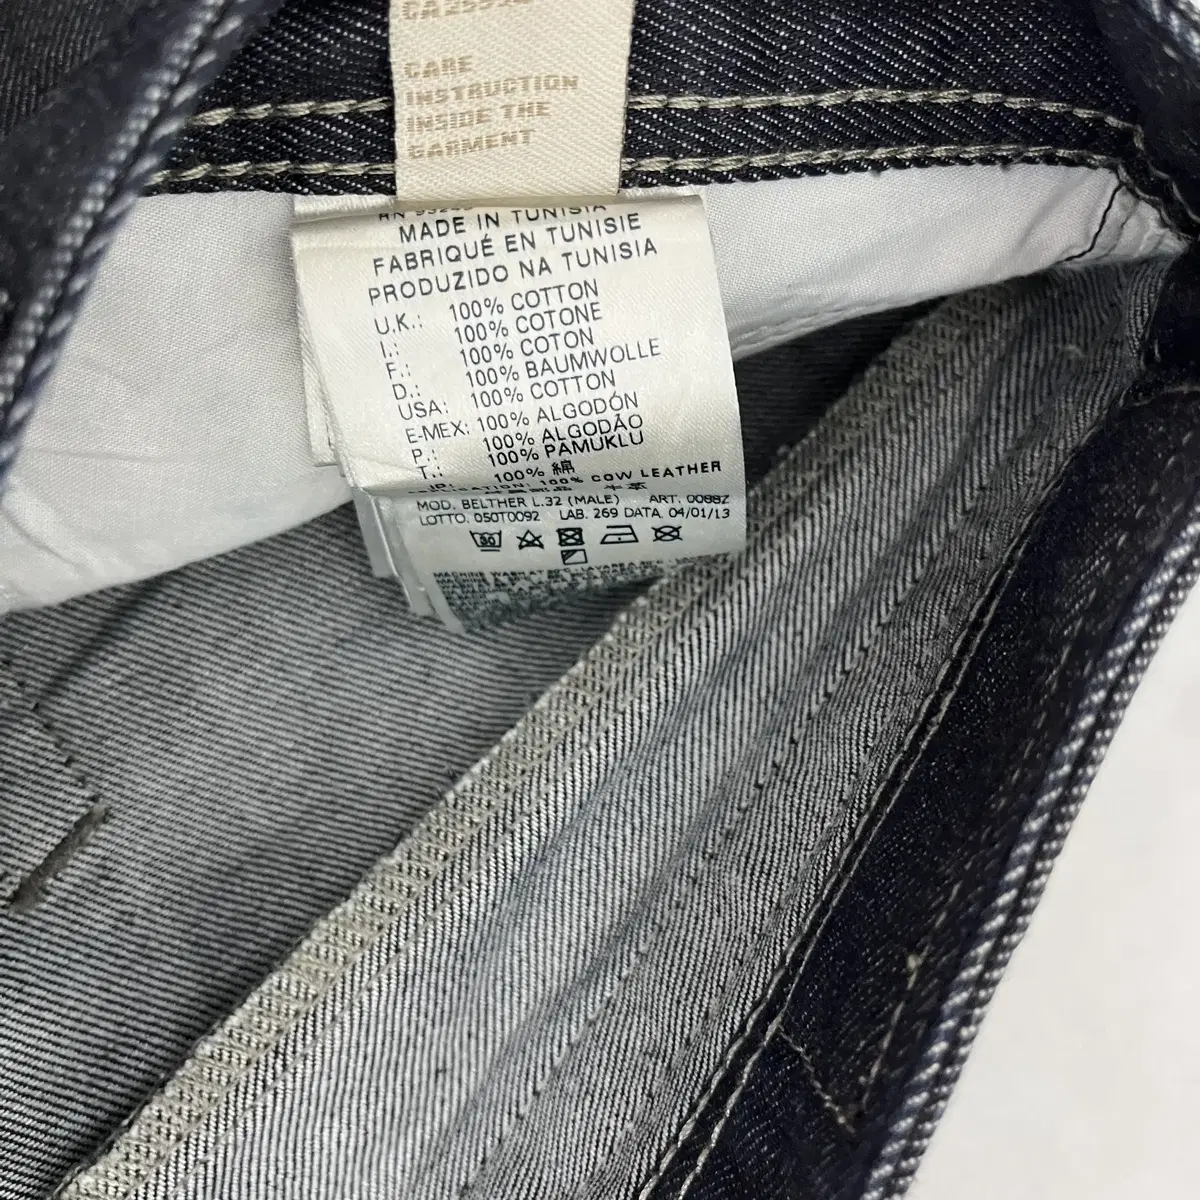 CARE
INSTRUCTION
INSIDE THE
GARMENT
MADE IN TUNISIA
FABRIQUÉ EN TUNISIE
PRODUZIDO NA TUNISIA
U.K.: 100% COTTON
I.: 100% COTONE
F.: 100% COTON
D.: 100% BAUMWOLLE
USA: 100% COTTON
E-MEX: 100% ALGODÓN
P.: 100% ALGODÃO
T.: 100% PAMUKLU
100% 綿
100% COW LEATHER
MOD. BELTHER L.32 (MALE) ART. 0088Z
LOTTO. 050T0092 LAB. 269 DATA. 04/01/13
30